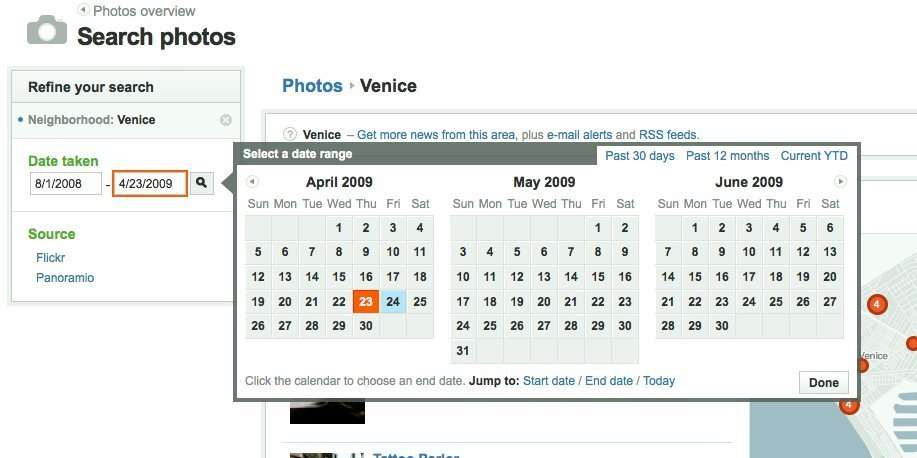 Photos overview
Search photos
Refine your search
Neighborhood: Venice
Date taken
8/1/2008 - 4/23/2009
Source
Flickr
Panoramio
Photos Venice
? Venice – Get more news from this area, plus e-mail alerts and RSS feeds.
Select a date range Past 30 days Past 12 months Current YTD
April 2009
Sun Mon Tue Wed Thu Fri Sat
1 2 3 4
5 6 7 8 9 10 11
12 13 14 15 16 17 18
19 20 21 22 23 24 25
26 27 28 29 30
May 2009
Sun Mon Tue Wed Thu Fri Sat
1 2
3 4 5 6 7 8 9
10 11 12 13 14 15 16
17 18 19 20 21 22 23
24 25 26 27 28 29 30
31
June 2009
Sun Mon Tue Wed Thu Fri Sat
1 2 3 4 5 6
7 8 9 10 11 12 13
14 15 16 17 18 19 20
21 22 23 24 25 26 27
28 29 30
Click the calendar to choose an end date. Jump to: Start date / End date / Today
Done
4
Venice
4
Tattoo Parlor